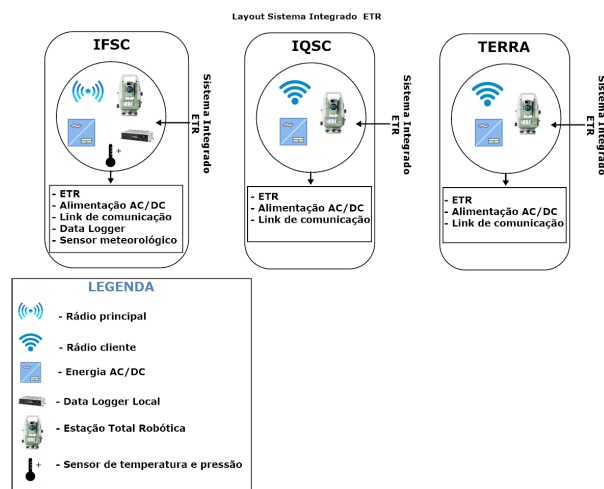 Layout Sistema Integrado ETR
IFSC
Sistema Integrado
ETR
- ETR
- Alimentação AC/DC
- Link de comunicação
- Data Logger
- Sensor meteorológico
IQSC
Sistema Integrado
ETR
- ETR
- Alimentação AC/DC
- Link de comunicação
TERRA
Sistema Integrado
ETR
- ETR
- Alimentação AC/DC
- Link de comunicação
LEGENDA
- Rádio principal
- Rádio cliente
- Energia AC/DC
- Data Logger Local
- Estação Total Robótica
- Sensor de temperatura e pressão